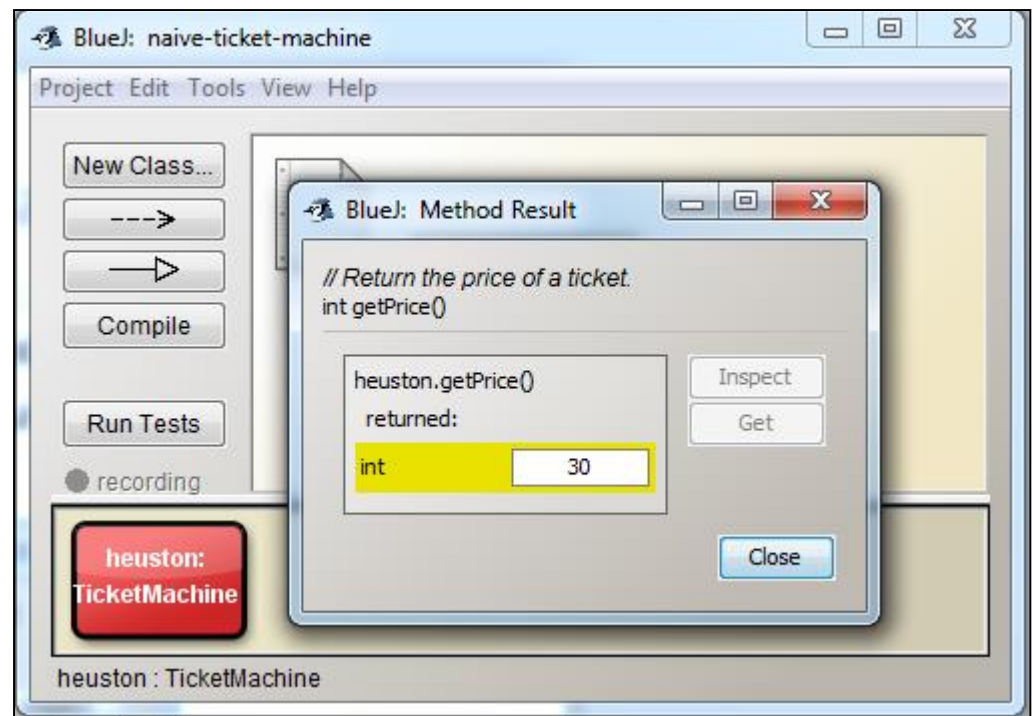 BlueJ: naive-ticket-machine
Project Edit Tools View Help
New Class...
Compile
Run Tests
recording
BlueJ: Method Result
// Return the price of a ticket.
int getPrice()
heuston.getPrice()
returned:
int 30
Inspect
Get
Close
heuston:
TicketMachine
heuston : TicketMachine